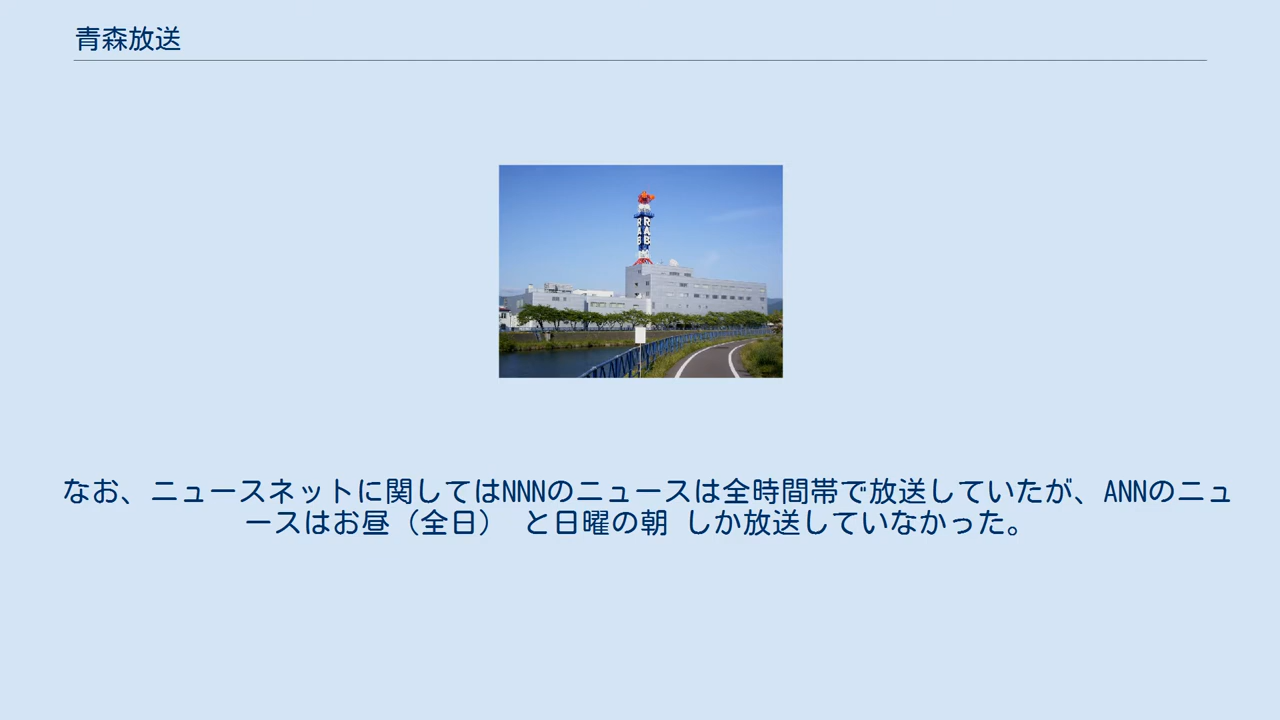 青森放送
RAB
RAB
なお、ニュースネットに関してはNNNのニュースは全時間帯で放送していたが、ANNのニュ
ースはお昼（全日） と日曜の朝 しか放送していなかった。